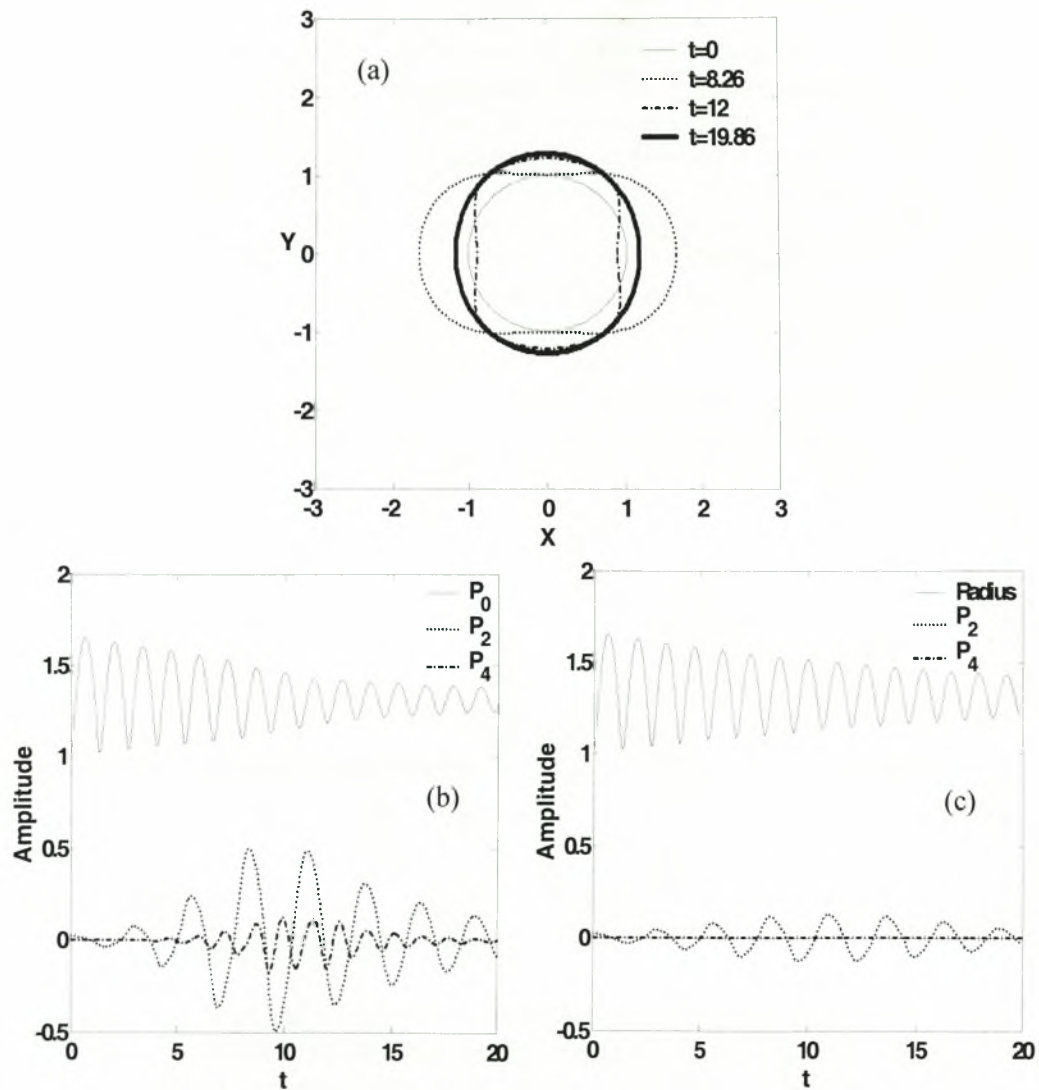 3
2
1
Y 0
-1
-2
-3
-3 -2 -1 0 1 2 3
X
(a)
t=0
t=8.26
t=12
t=19.86
2
1.5
1
0.5
0
-0.5
Amplitude
0 5 10 15 20
t
P0
P2
P4
(b)
2
1.5
1
0.5
0
-0.5
Amplitude
0 5 10 15 20
t
Radius
P2
P4
(c)